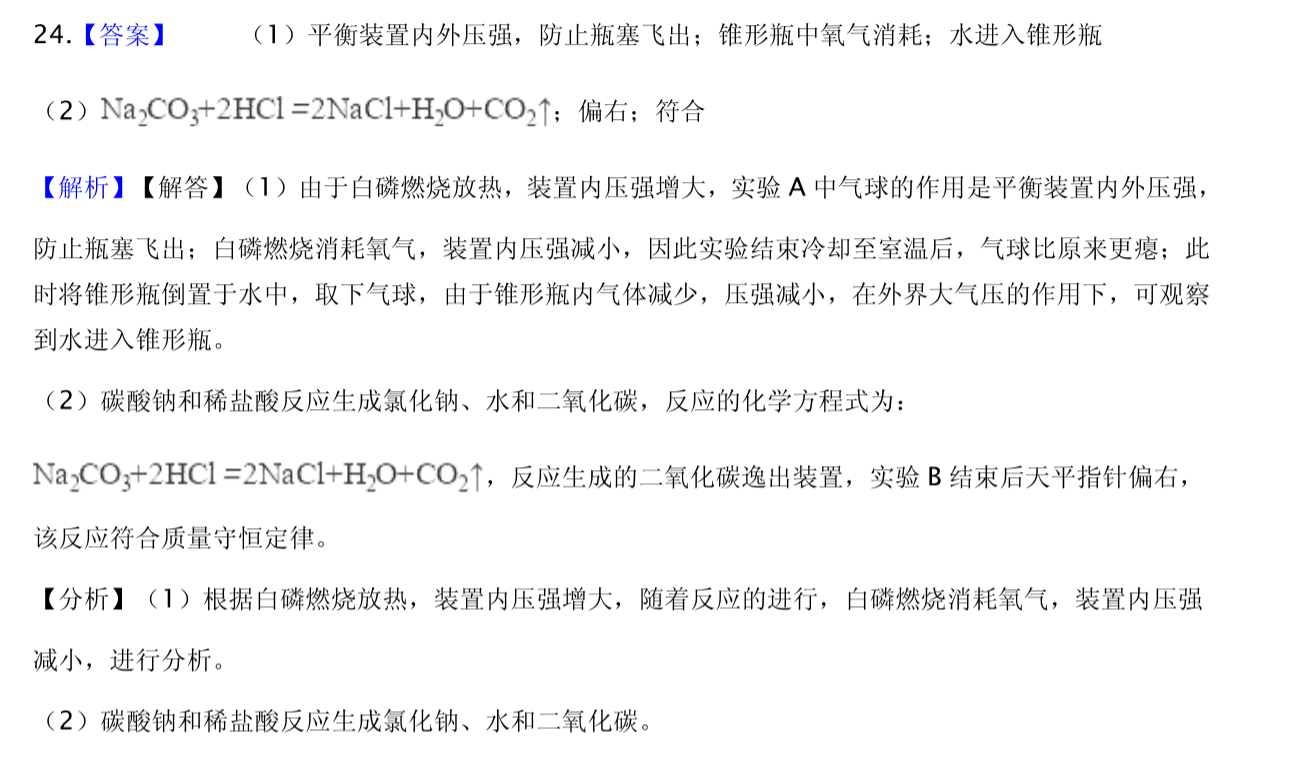 24.【答案】 （1）平衡装置内外压强，防止瓶塞飞出；锥形瓶中氧气消耗；水进入锥形瓶
（2）Na₂CO₃+2HCl =2NaCl+H₂O+CO₂↑；偏右；符合
【解析】【解答】（1）由于白磷燃烧放热，装置内压强增大，实验 A 中气球的作用是平衡装置内外压强，
防止瓶塞飞出；白磷燃烧消耗氧气，装置内压强减小，因此实验结束冷却至室温后，气球比原来更瘪；此
时将锥形瓶倒置于水中，取下气球，由于锥形瓶内气体减少，压强减小，在外界大气压的作用下，可观察
到水进入锥形瓶。
（2）碳酸钠和稀盐酸反应生成氯化钠、水和二氧化碳，反应的化学方程式为：
Na₂CO₃+2HCl =2NaCl+H₂O+CO₂↑，反应生成的二氧化碳逸出装置，实验 B 结束后天平指针偏右，
该反应符合质量守恒定律。
【分析】（1）根据白磷燃烧放热，装置内压强增大，随着反应的进行，白磷燃烧消耗氧气，装置内压强
减小，进行分析。
（2）碳酸钠和稀盐酸反应生成氯化钠、水和二氧化碳。